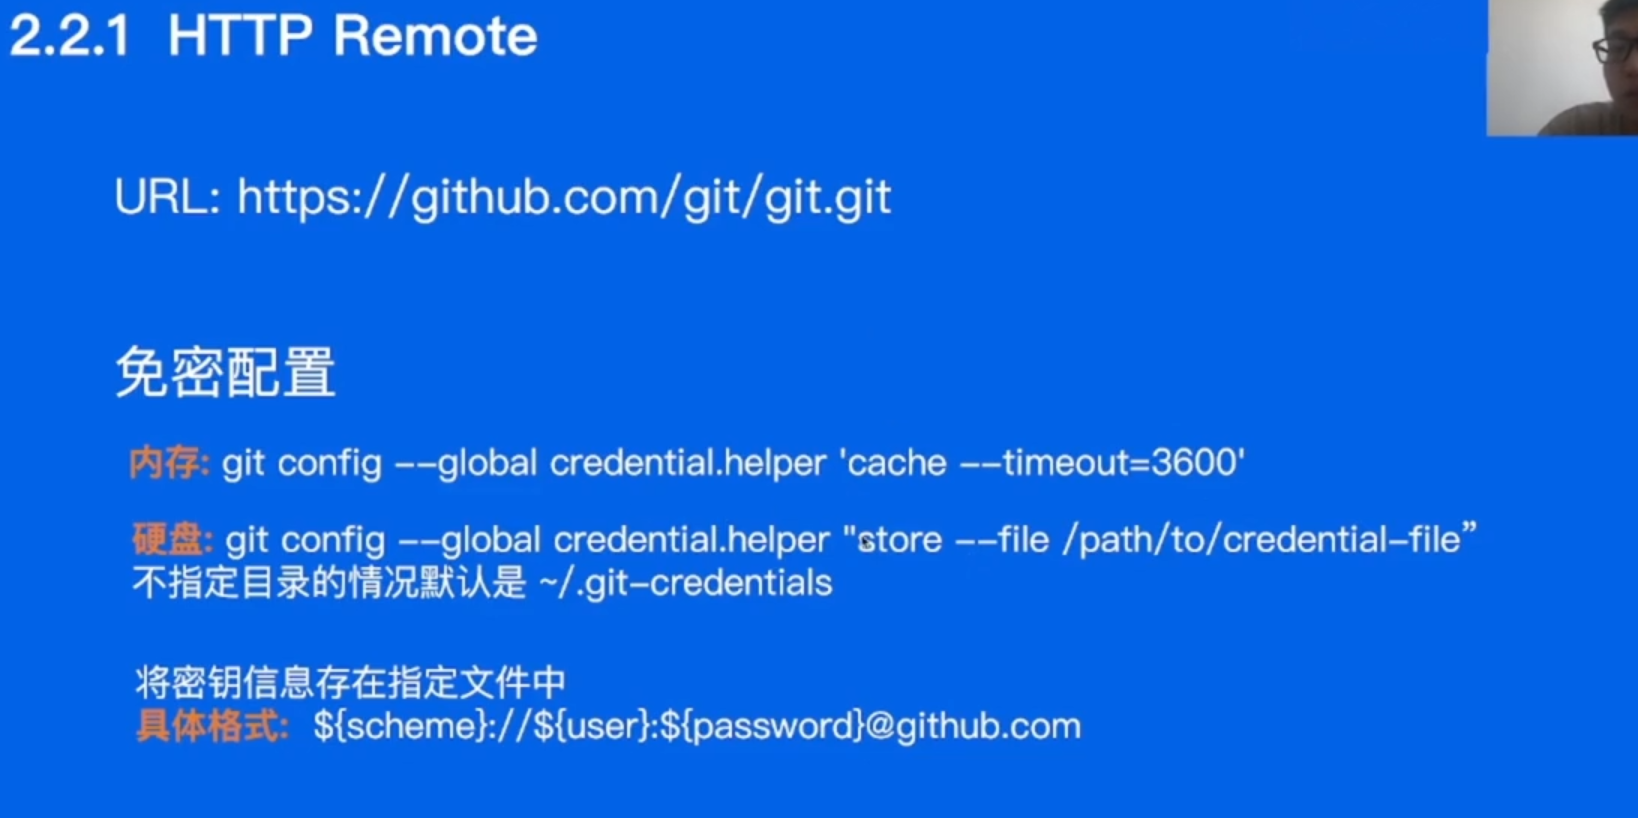 2.2.1 HTTP Remote
URL: https://github.com/git/git.git
免密配置
内存: git config --global credential.helper 'cache --timeout=3600'
硬盘: git config --global credential.helper "store --file /path/to/credential-file”
不指定目录的情况默认是 ~/.git-credentials
将密钥信息存在指定文件中
具体格式: ${scheme}://${user}:${password}@github.com